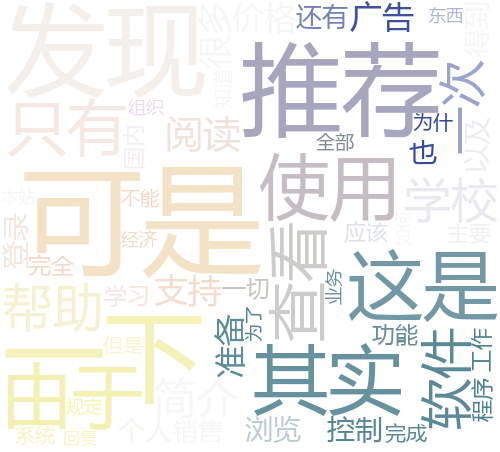 发现
很多
价格
还有
广告
东西
得到
知道
组织
只有
阅读
国内
推荐
一次
为什
也
以及
全部
可是
使用
学校
本站
不能
登录
完全
经济
查看
应该
如何
主要
帮助
学习
支持
一切
业务
这是
由于
下
但是
准备
为了
其实
功能
软件
工作
程序
规定
系统
回复
简介
个人
销售
浏览
控制
完成